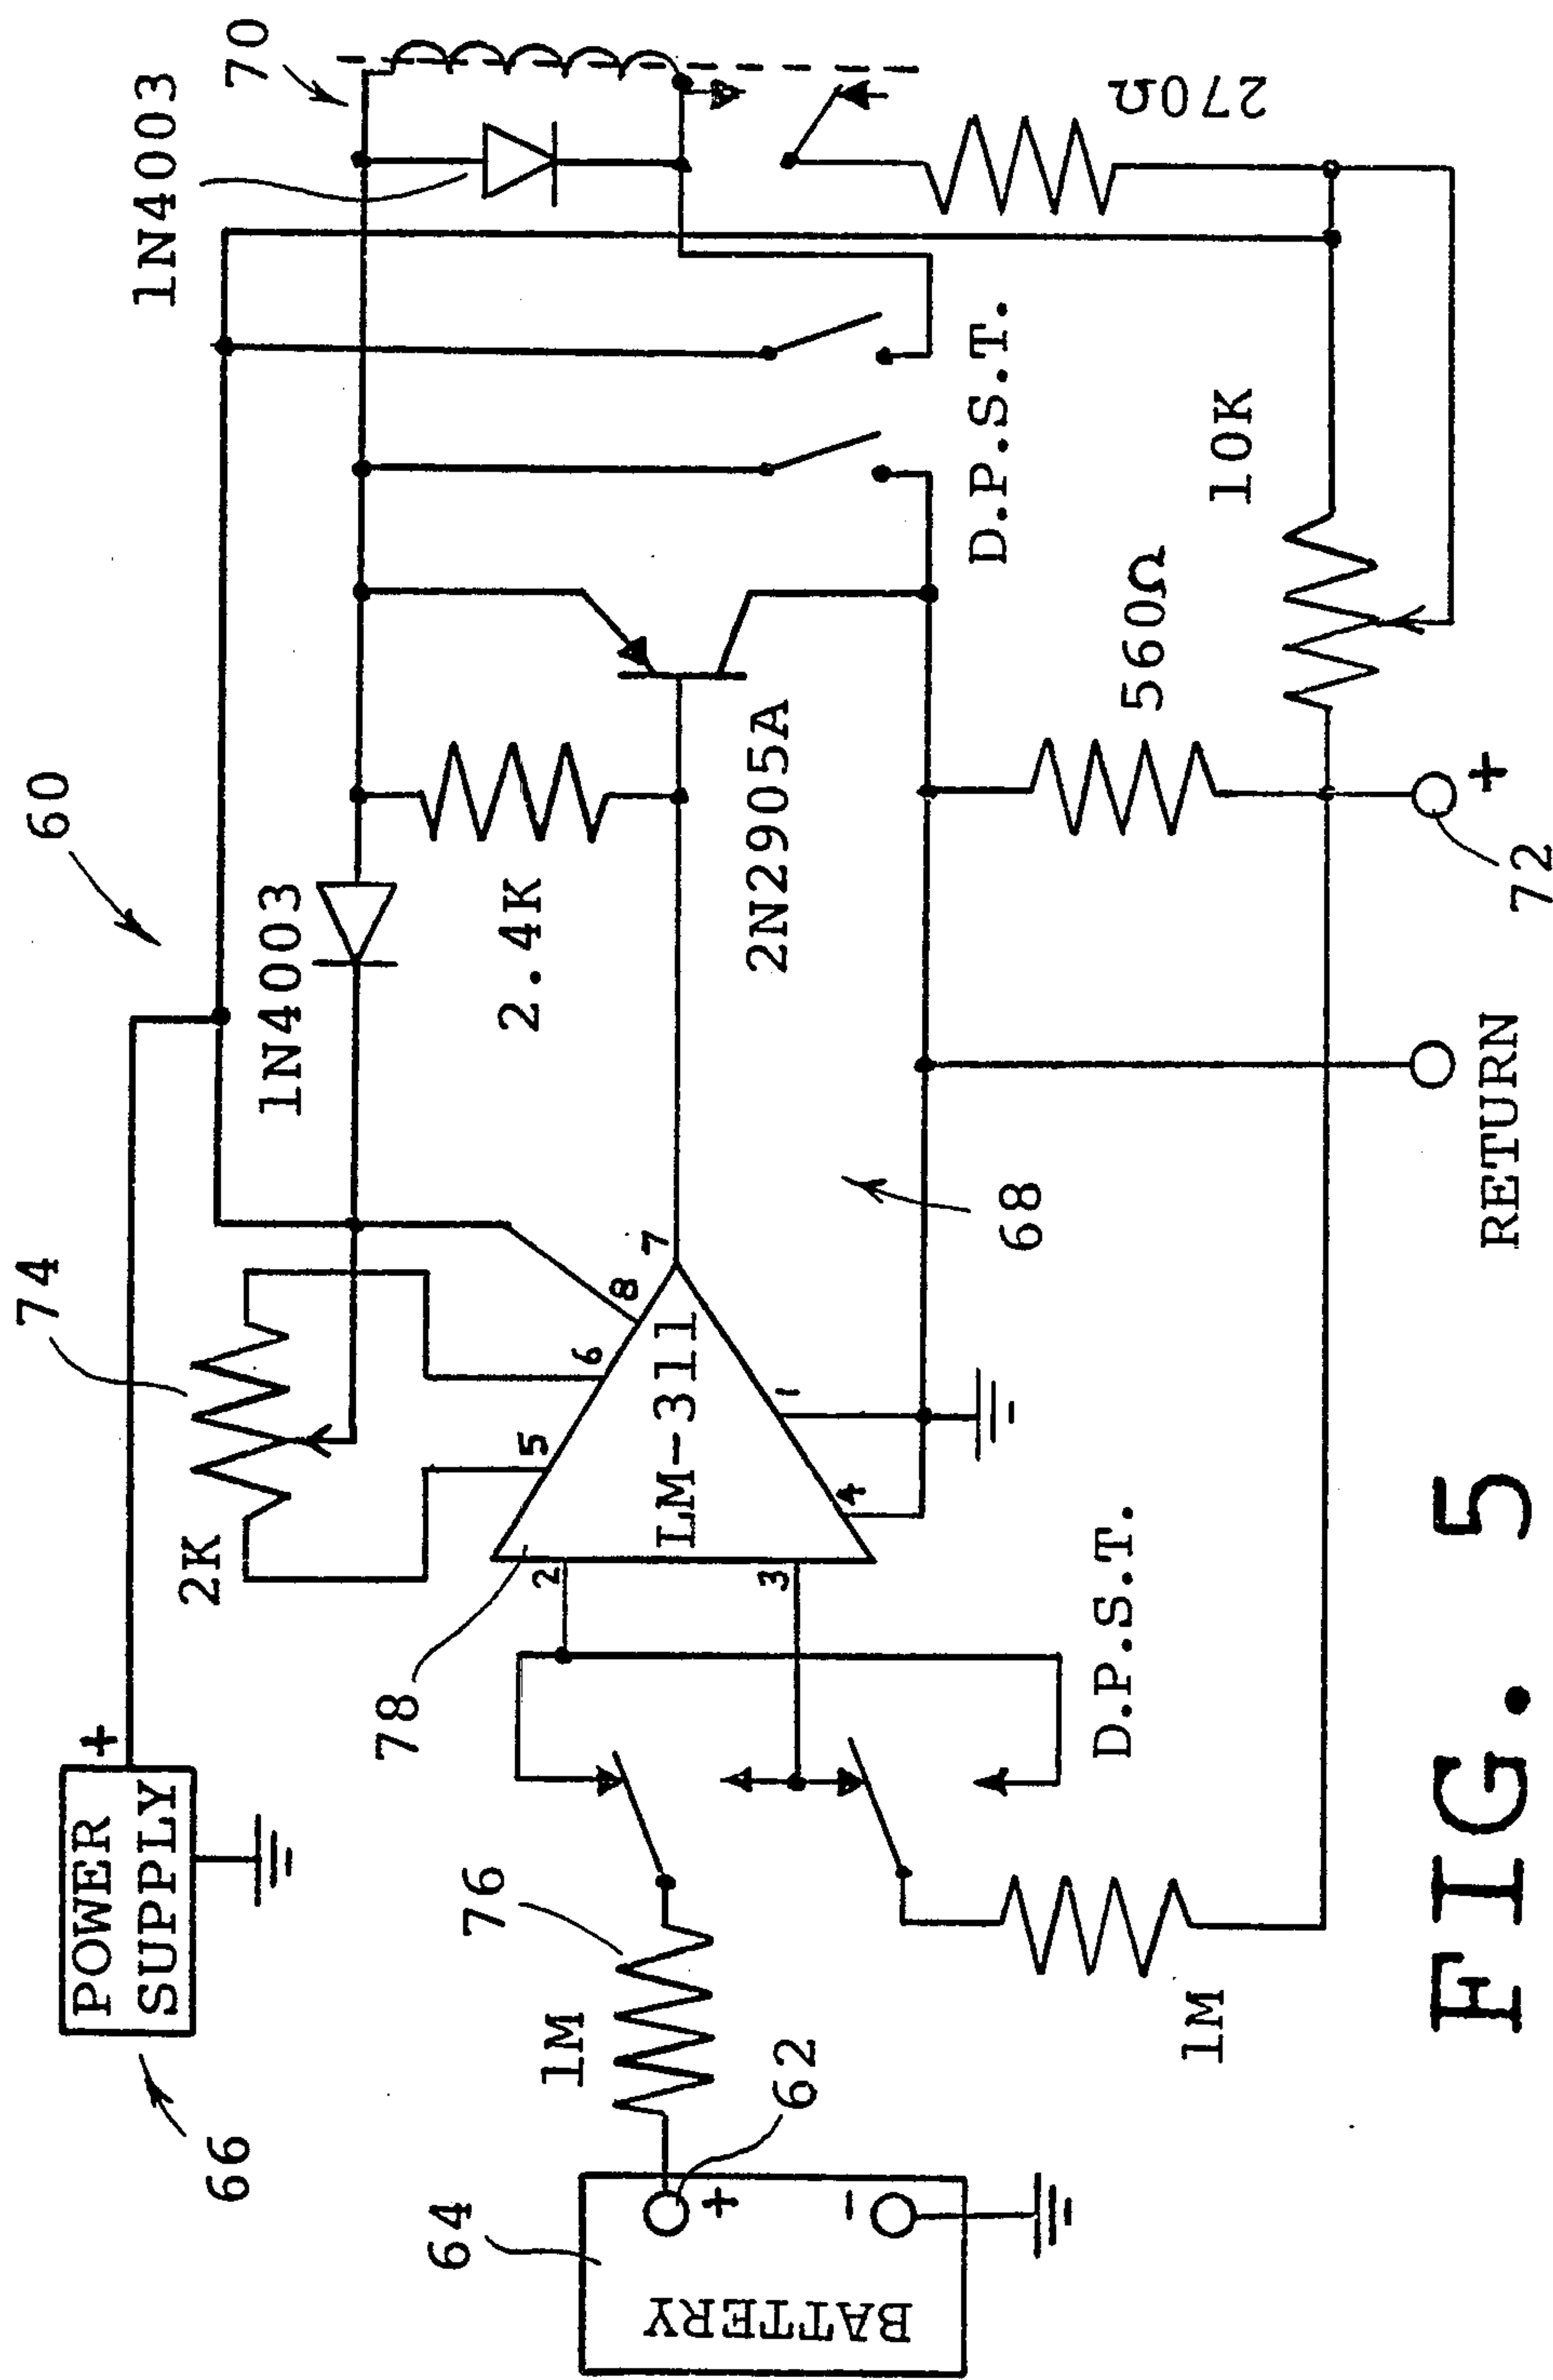 60
70
1N4003
74
2K
1N4003
66
POWER
SUPPLY
+
2.4K
78
5
6
8
7
LM-311
2
3
4
1
2N2905A
64
BATTERY
+
-
62
1M
76
68
D.P.S.T.
270Ω
D.P.S.T.
1M
560Ω
10K
RETURN
72
+
FIG. 5